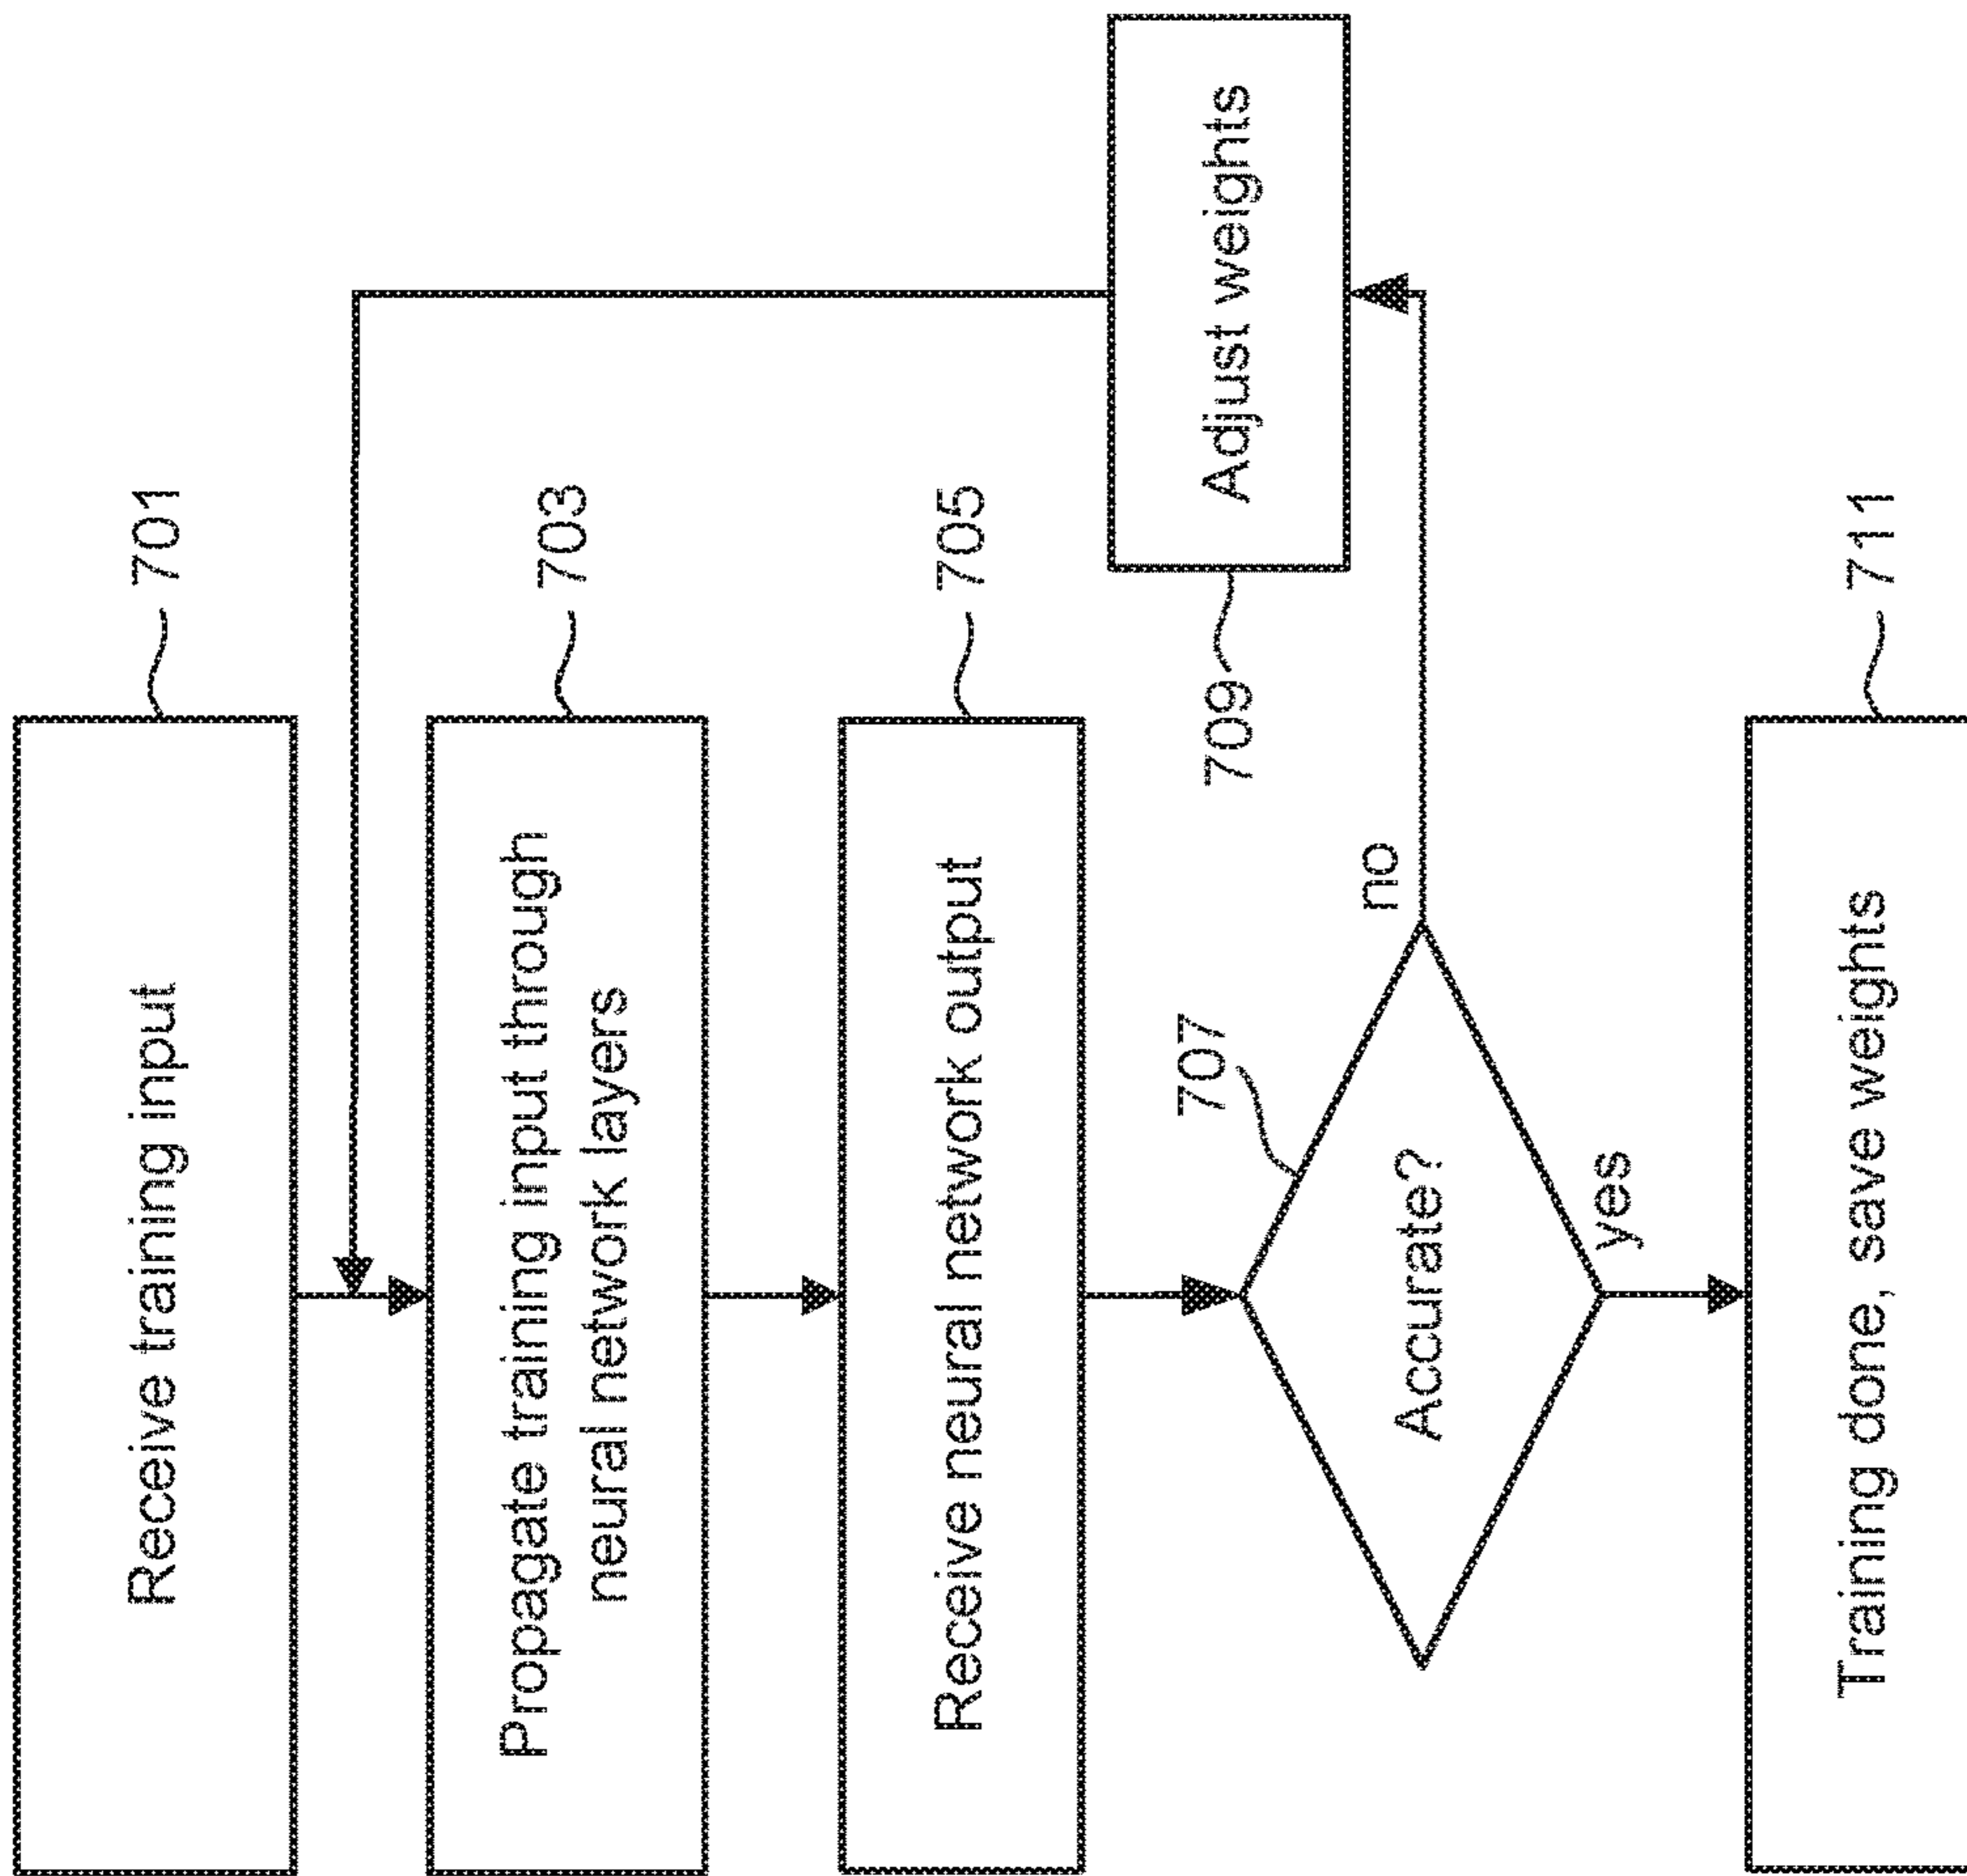 Receive training input
701
Propagate training input through
neural network layers
703
Receive neural network output
705
Accurate?
707
no
yes
Adjust weights
709
Training done, save weights
711